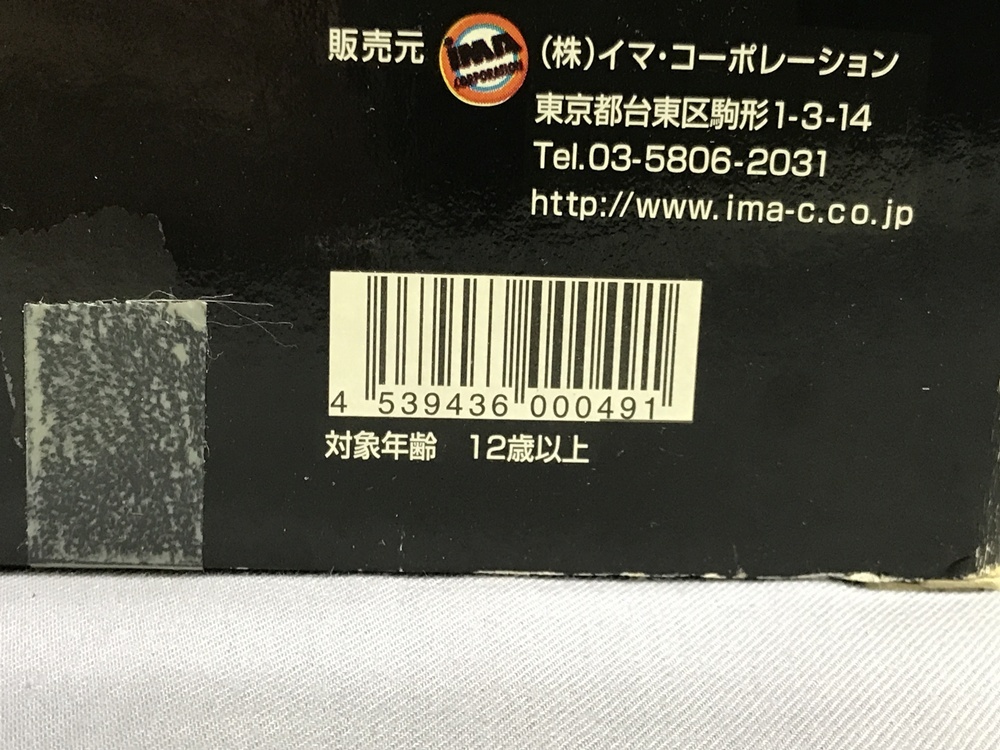 販売元 iMA CORPORATION (株)イマ・コーポレーション
東京都台東区駒形1-3-14
Tel.03-5806-2031
http://www.ima-c.co.jp
4 539436 000491
対象年齢 12歳以上